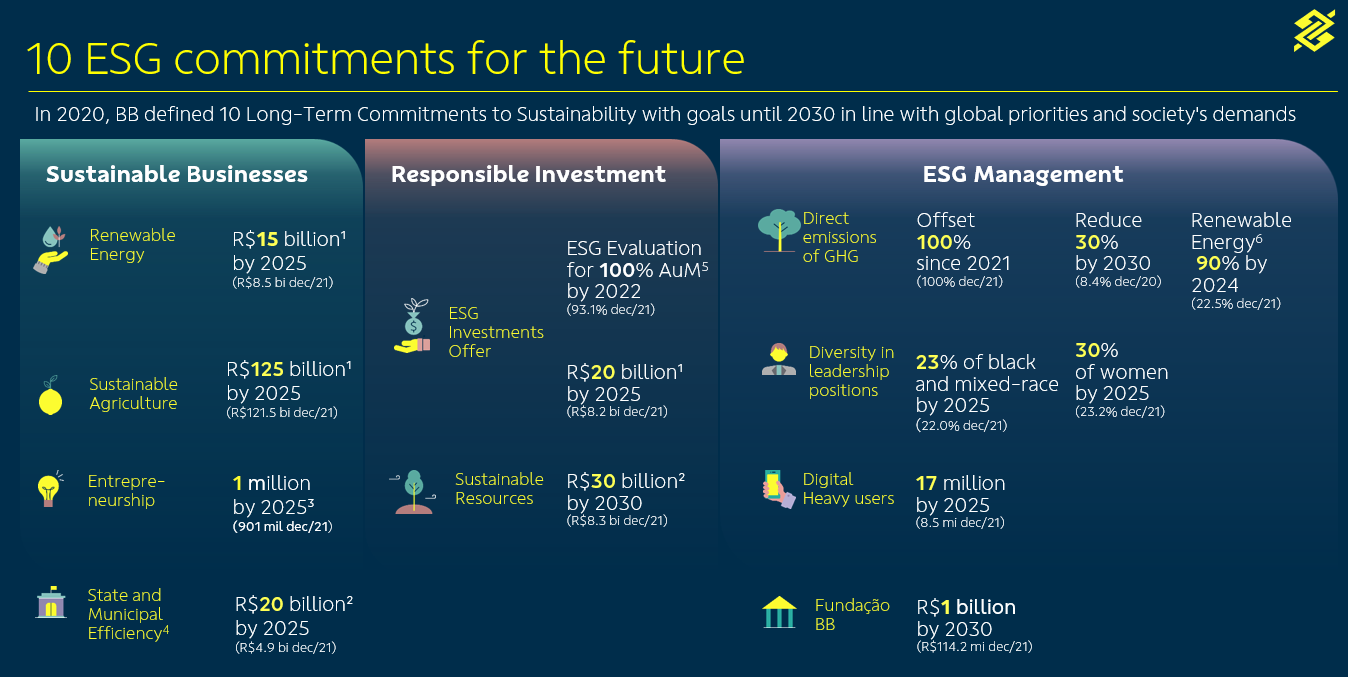 10 ESG commitments for the future
In 2020, BB defined 10 Long-Term Commitments to Sustainability with goals until 2030 in line with global priorities and society's demands
Sustainable Businesses
Renewable
Energy
R$15 billion¹
by 2025
(R$8.5 bi dec/21)
Sustainable
Agriculture
R$125 billion¹
by 2025
(R$121.5 bi dec/21)
Entrepre-
neurship
1 million
by 2025³
(901 mil dec/21)
State and
Municipal
Efficiency⁴
R$20 billion²
by 2025
(R$4.9 bi dec/21)
Responsible Investment
ESG
Investments
Offer
ESG Evaluation
for 100% AuM⁵
by 2022
(93.1% dec/21)
R$20 billion¹
by 2025
(R$8.2 bi dec/21)
Sustainable
Resources
R$30 billion²
by 2030
(R$8.3 bi dec/21)
ESG Management
Direct
emissions
of GHG
Offset
100%
since 2021
(100% dec/21)
Reduce
30%
by 2030
(8.4% dec/20)
Renewable
Energy⁶
90% by
2024
(22.5% dec/21)
Diversity in
leadership
positions
23% of black
and mixed-race
by 2025
(22.0% dec/21)
30%
of women
by 2025
(23.2% dec/21)
Digital
Heavy users
17 million
by 2025
(8.5 mi dec/21)
Fundação
BB
R$1 billion
by 2030
(R$114.2 mi dec/21)